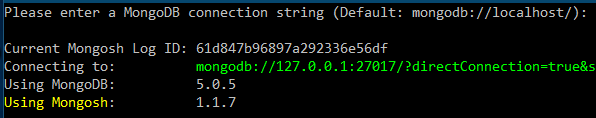 Please enter a MongoDB connection string (Default: mongodb://localhost/):
Current Mongosh Log ID: 61d847b96897a292336e56df
Connecting to: mongodb://127.0.0.1:27017/?directConnection=true&s
Using MongoDB: 5.0.5
Using Mongosh: 1.1.7